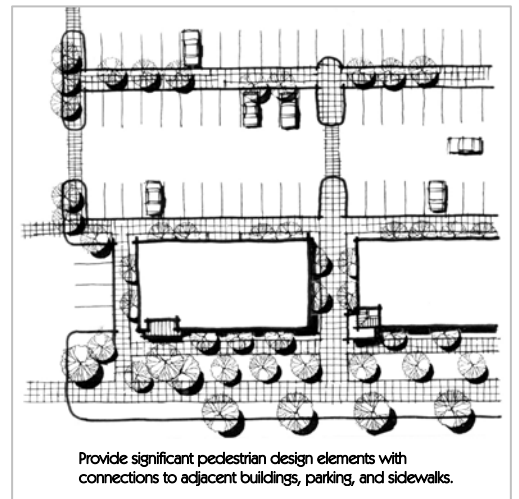 Provide significant pedestrian design elements with
connections to adjacent buildings, parking, and sidewalks.